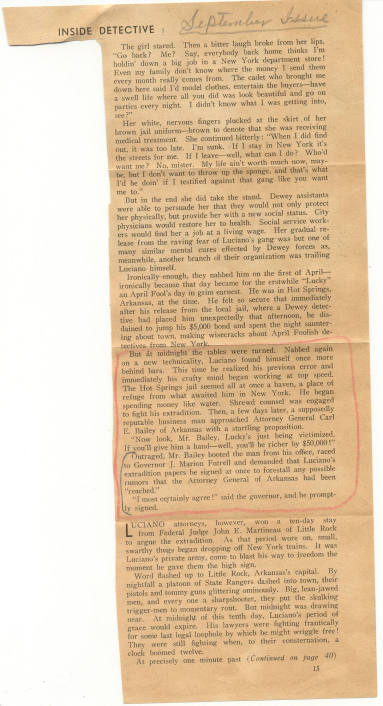 INSIDE DETECTIVE September Issue
The girl stared. Then a bitter laugh broke from her lips.
"Go back? Me? Say, everybody back home thinks I'm
holdin' down a big job in a New York department store!
Even my family don't know where the money I send them
every month really comes from. The cadet who brought me
down here said I'd model clothes, entertain the buyers—have
a swell life where all you did was look beautiful and go on
parties every night. I didn't know what I was getting into,
see?"
Her white, nervous fingers plucked at the skirt of her
brown jail uniform—brown to denote that she was receiving
medical treatment. She continued bitterly: "When I did find
out, it was too late. I'm sunk. If I stay in New York it's
the streets for me. If I leave—well, what can I do? Who'd
want me? No, mister. My life ain't worth much now, may-
be, but I don't want to throw up the sponge, and that's what
I'd be doin' if I testified against that gang like you want
me to."
But in the end she did take the stand. Dewey assistants
were able to persuade her that they would not only protect
her physically, but provide her with a new social status. City
physicians would restore her to health. Social service work-
ers would find her a job at a living wage. Her gradual re-
lease from the raving fear of Luciano's gang was but one of
many similar mental cures effected by Dewey forces as,
meanwhile, another branch of their organization was trailing
Luciano himself.
Ironically-enough, they nabbed him on the first of April—
ironically because that day became for the erstwhile "Lucky"
an April Fool's day in grim earnest. He was in Hot Springs,
Arkansas, at the time. He felt so secure that immediately
after his release from the local jail, where a Dewey detec-
tive had placed him unexpectedly that afternoon, he dis-
dained to jump his $5,000 bond and spent the night saunter-
ing about town, making wisecracks about April Foolish de-
tectives from New York.
But at midnight the tables were turned. Nabbed again
on a new technicality, Luciano found himself once more
behind bars. This time he realized his previous error and
immediately his crafty mind began working at top speed.
The Hot Springs jail seemed all at once a haven, a place of
refuge from what awaited him in New York. He began
spending money like water. Shrewd counsel was engaged
to fight his extradition. Then, a few days later, a supposedly
reputable business man approached Attorney General Carl
E. Bailey of Arkansas with a startling proposition.
"Now look, Mr. Bailey, Lucky's just being victimized.
If you'll give him a hand—well, you'll be richer by $50,000!"
Outraged, Mr. Bailey booted the man from his office, raced
to Governor J. Marion Futrell and demanded that Luciano's
extradition papers be signed at once to forestall any possible
rumors that the Attorney General of Arkansas had been
"reached."
"I most certainly agree!" said the governor, and he prompt-
ly signed.
LUCIANO attorneys, however, won a ten-day stay
from Federal Judge John E. Martineau of Little Rock
to argue the extradition. As that period wore on, small,
swarthy thugs began dropping off New York trains. It was
Luciano's private army, come to blast his way to freedom the
moment he gave them the high sign.
Word flashed up to Little Rock, Arkansas's capital. By
nightfall a platoon of State Rangers dashed into town, their
pistols and tommy guns glittering ominously. Big, lean-jawed
men, and every one a sharpshooter, they put the skulking
trigger-men to momentary rout. But midnight was drawing
near. At midnight of this tenth day, Luciano's period of
grace would expire. His lawyers were fighting frantically
for some last legal loophole by which he might wriggle free!
They were still fighting when, to their consternation, a
clock boomed twelve.
At precisely one minute past (Continued on page 40)
15